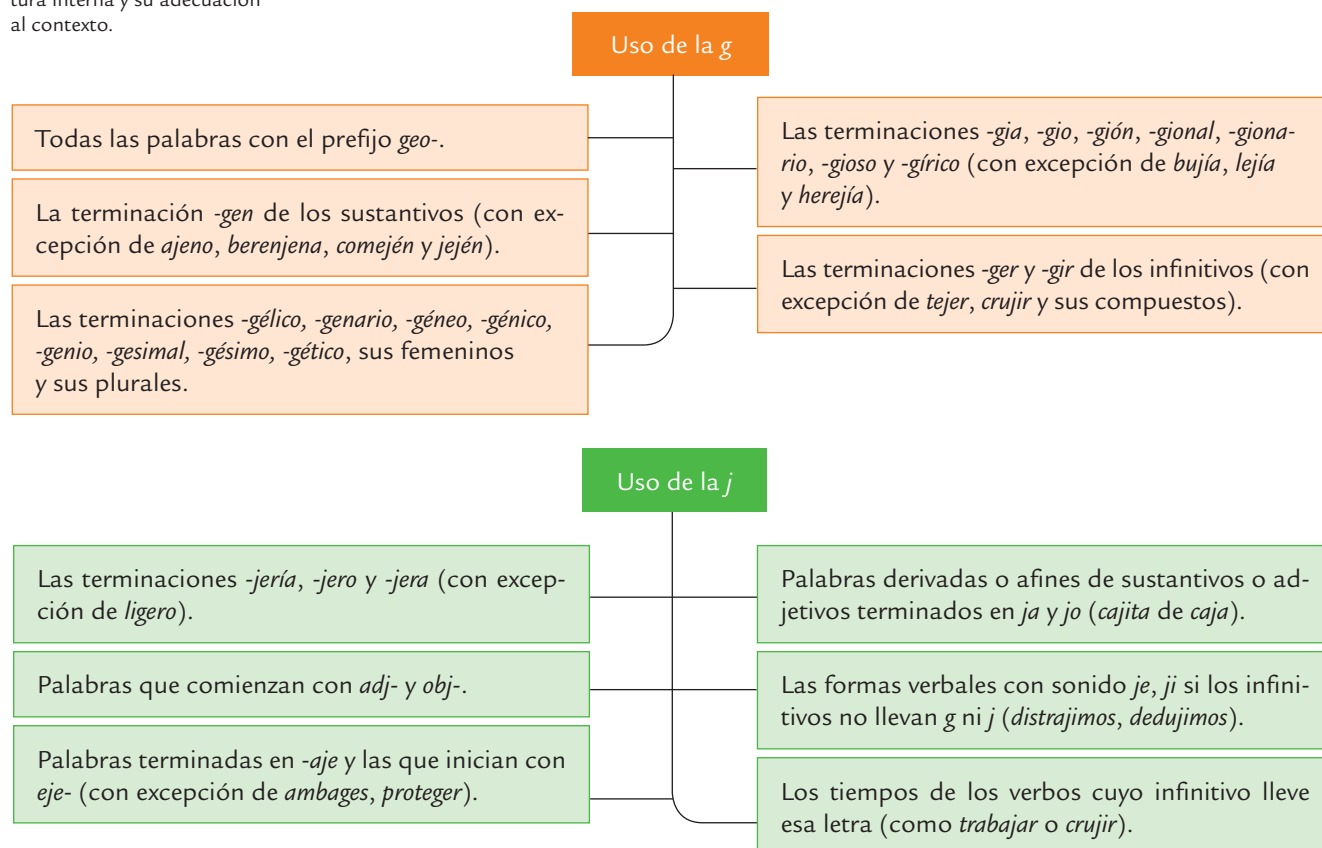 tura interna y su adecuación
al contexto.
Uso de la g
Todas las palabras con el prefijo geo-.
La terminación -gen de los sustantivos (con ex-
cepción de ajeno, berenjena, comején y jején).
Las terminaciones -gélico, -genario, -géneo, -génico,
-genio, -gesimal, -gésimo, -gético, sus femeninos
y sus plurales.
Las terminaciones -gia, -gio, -gión, -gional, -giona-
rio, -gioso y -gírico (con excepción de bujía, lejía
y herejía).
Las terminaciones -ger y -gir de los infinitivos (con
excepción de tejer, crujir y sus compuestos).
Uso de la j
Las terminaciones -jería, -jero y -jera (con excep-
ción de ligero).
Palabras que comienzan con adj- y obj-.
Palabras terminadas en -aje y las que inician con
eje- (con excepción de ambages, proteger).
Palabras derivadas o afines de sustantivos o ad-
jetivos terminados en ja y jo (cajita de caja).
Las formas verbales con sonido je, ji si los infini-
tivos no llevan g ni j (distrajimos, dedujimos).
Los tiempos de los verbos cuyo infinitivo lleve
esa letra (como trabajar o crujir).